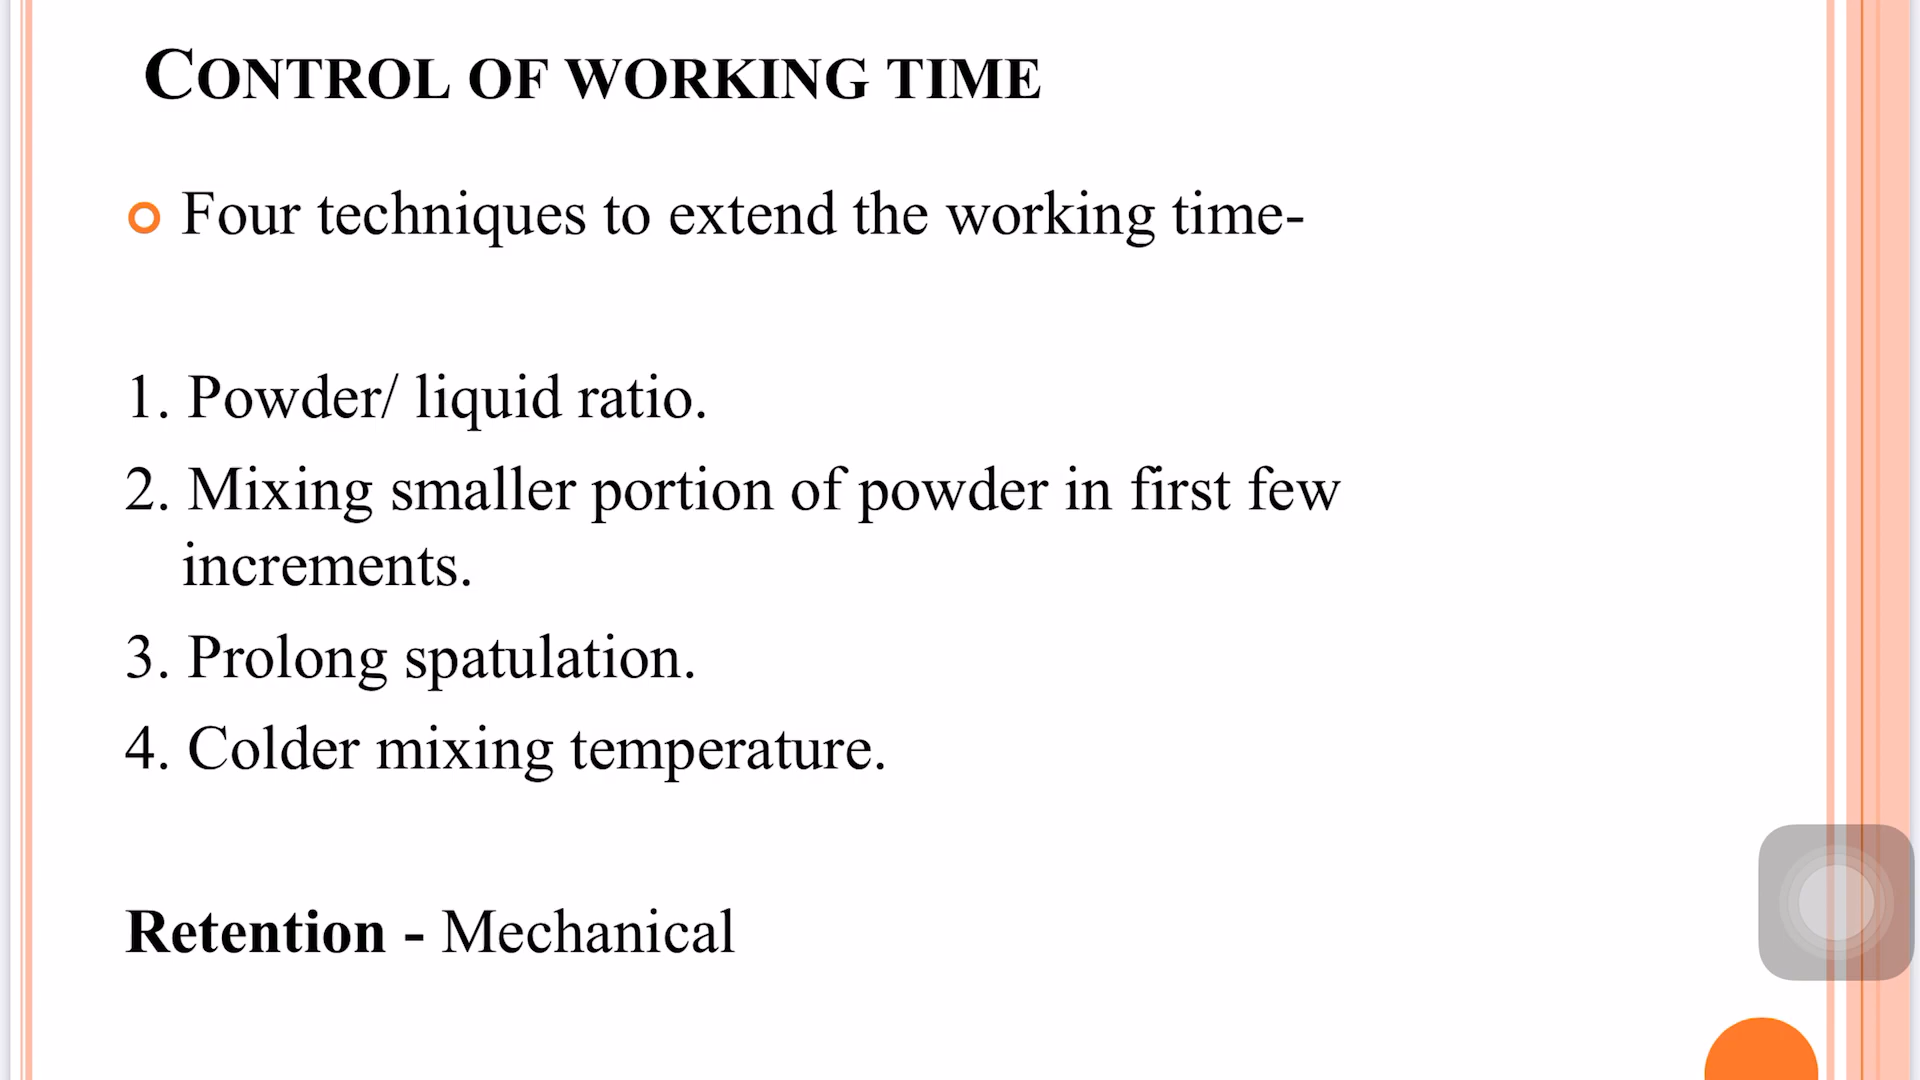 CONTROL OF WORKING TIME
Four techniques to extend the working time-
1. Powder/ liquid ratio.
2. Mixing smaller portion of powder in first few
increments.
3. Prolong spatulation.
4. Colder mixing temperature.
Retention - Mechanical